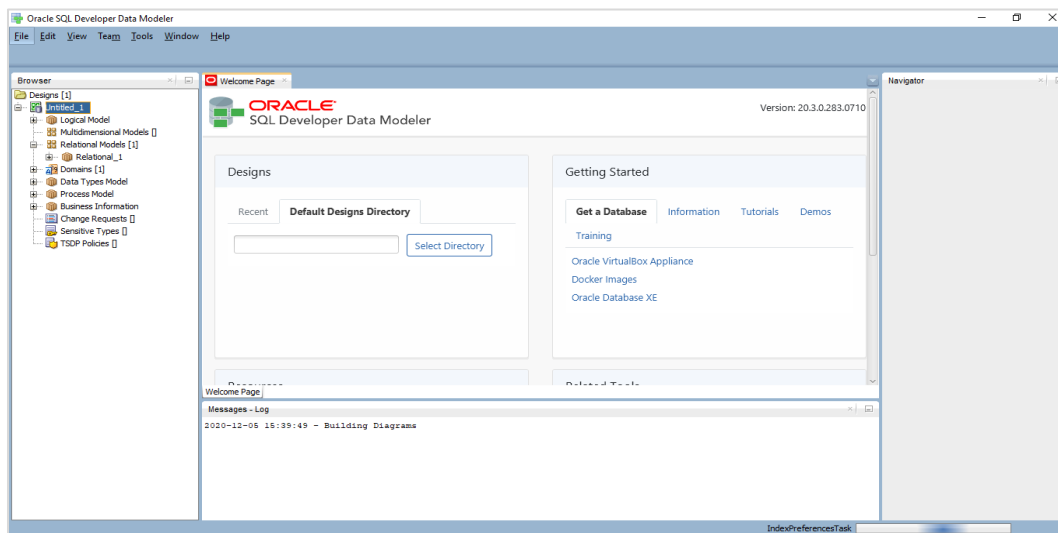 Oracle SQL Developer Data Modeler
File Edit View Team Tools Window Help
Browser
Designs [1]
Untitled_1
Logical Model
Multidimensional Models []
Relational Models [1]
Relational_1
Domains [1]
Data Types Model
Process Model
Business Information
Change Requests []
Sensitive Types []
TSDP Policies []
Welcome Page
ORACLE
SQL Developer Data Modeler
Version: 20.3.0.283.0710
Designs
Recent Default Designs Directory
Select Directory
Getting Started
Get a Database Information Tutorials Demos
Training
Oracle VirtualBox Appliance
Docker Images
Oracle Database XE
Resources
Related Tools
Welcome Page
Messages - Log
2020-12-05 15:39:49 - Building Diagrams
Navigator
IndexPreferencesTask